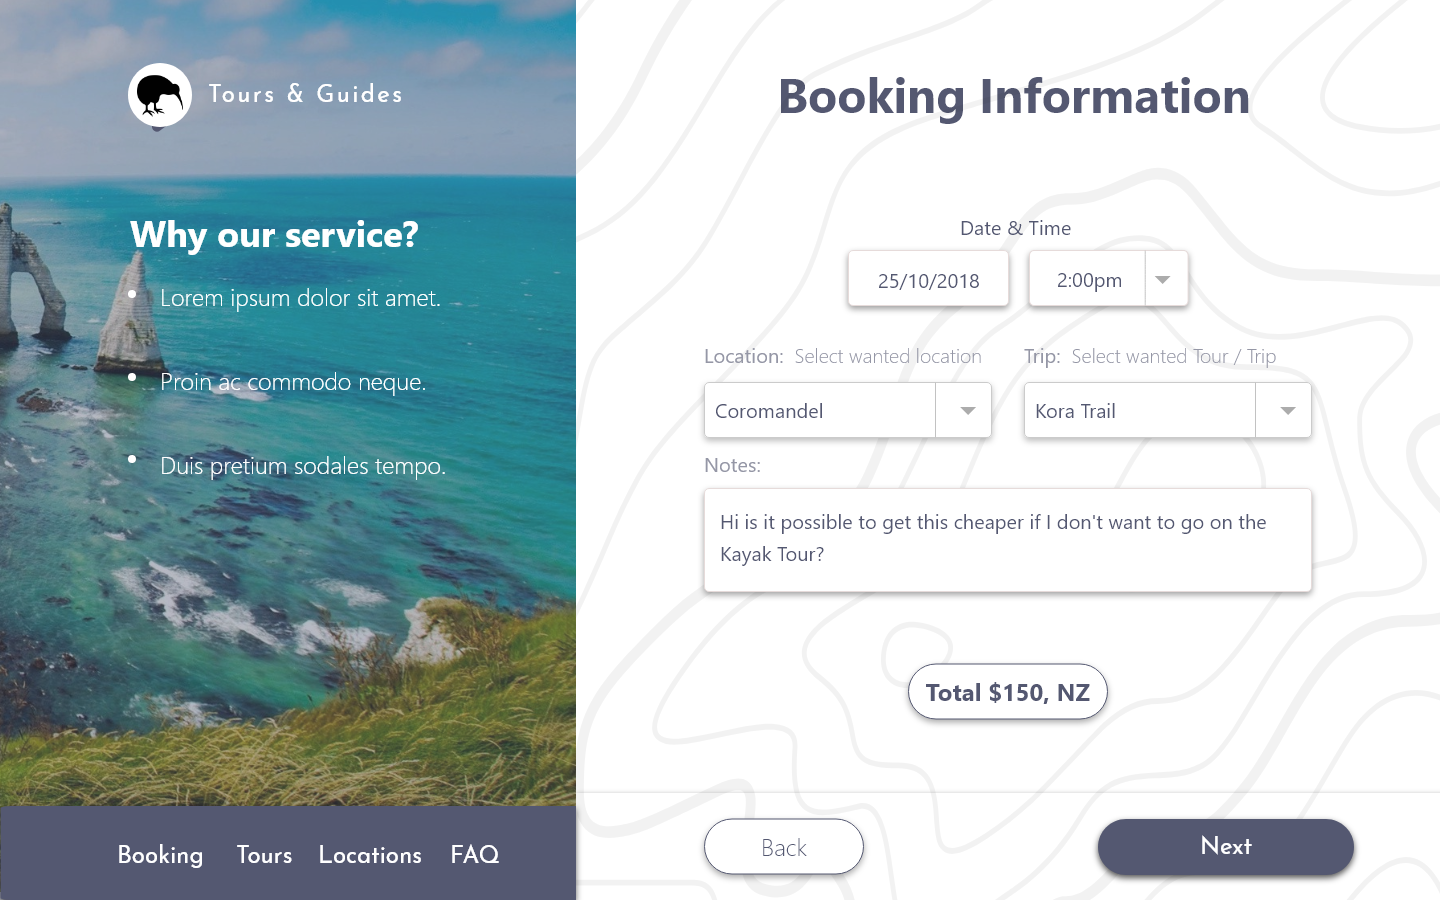 Tours & Guides
Why our service?
Lorem ipsum dolor sit amet.
Proin ac commodo neque.
Duis pretium sodales tempo.
Booking Tours Locations FAQ
Booking Information
Date & Time
25/10/2018 2:00pm
Location: Select wanted location Trip: Select wanted Tour / Trip
Coromandel Kora Trail
Notes:
Hi is it possible to get this cheaper if I don't want to go on the
Kayak Tour?
Total $150, NZ
Back Next